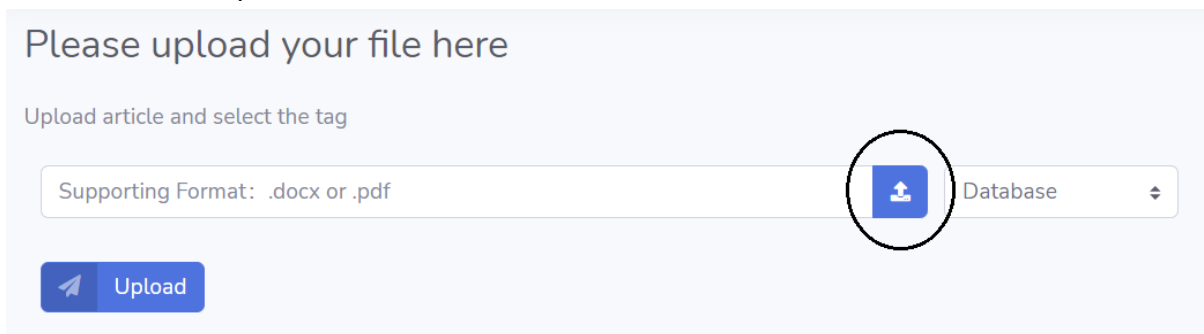 Please upload your file here
Upload article and select the tag
Supporting Format：.docx or .pdf
Database
Upload